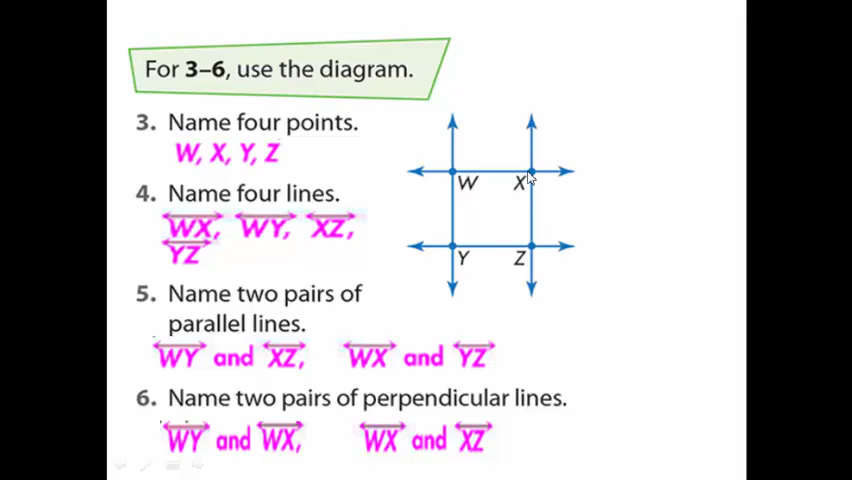 For 3–6, use the diagram.
3. Name four points.
W, X, Y, Z
4. Name four lines.
WX, WY, XZ,
YZ
5. Name two pairs of
parallel lines.
WY and XZ, WX and YZ
6. Name two pairs of perpendicular lines.
WY and WX, WX and XZ
W X
Y Z